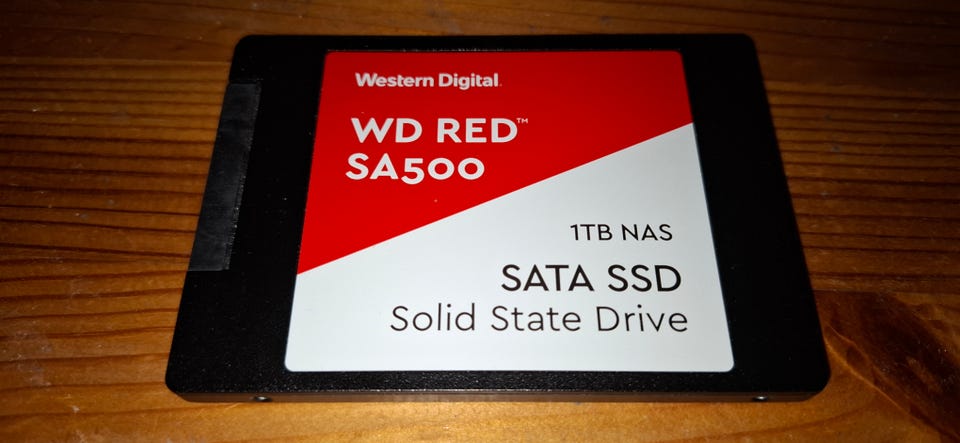 Western Digital.
WD RED™
SA500
1TB NAS
SATA SSD
Solid State Drive